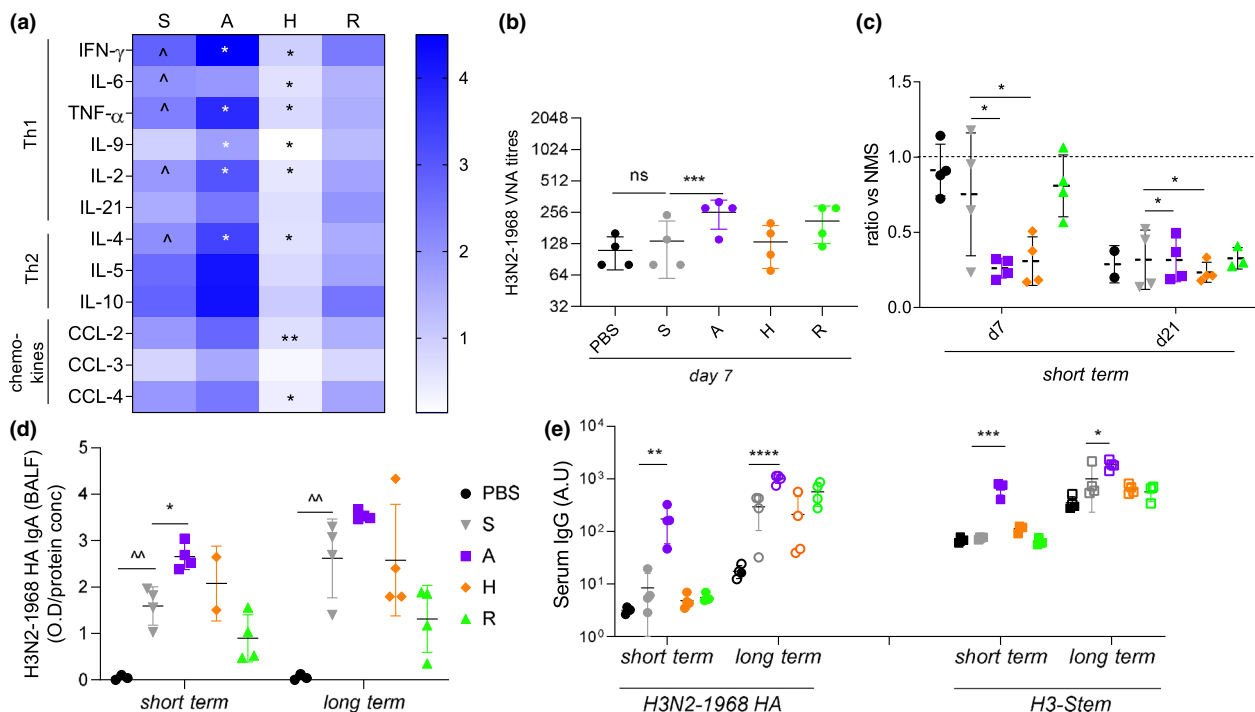 (a)
S A H R
Th1
IFN-γ ^ * *
IL-6 ^ *
TNF-α ^ * *
IL-9 * *
IL-2 ^ * *
IL-21
Th2
IL-4 ^ * *
IL-5
IL-10
chemo-
kines
CCL-2 **
CCL-3
CCL-4 *
4
3
2
1
(b)
H3N2-1968 VNA titres
2048
1024
512
256
128
64
32
ns
***
PBS S A H R
day 7
(c)
ratio vs NMS
1.5
1.0
0.5
0.0
*
*
*
*
d7 d21
short term
(d)
H3N2-1968 HA IgA (BALF)
(O.D/protein conc)
5
4
3
2
1
0
^^
*
^^
short term long term
PBS
S
A
H
R
(e)
Serum IgG (A.U)
10⁴
10³
10²
10¹
10⁰
**
****
***
*
short term long term short term long term
H3N2-1968 HA H3-Stem